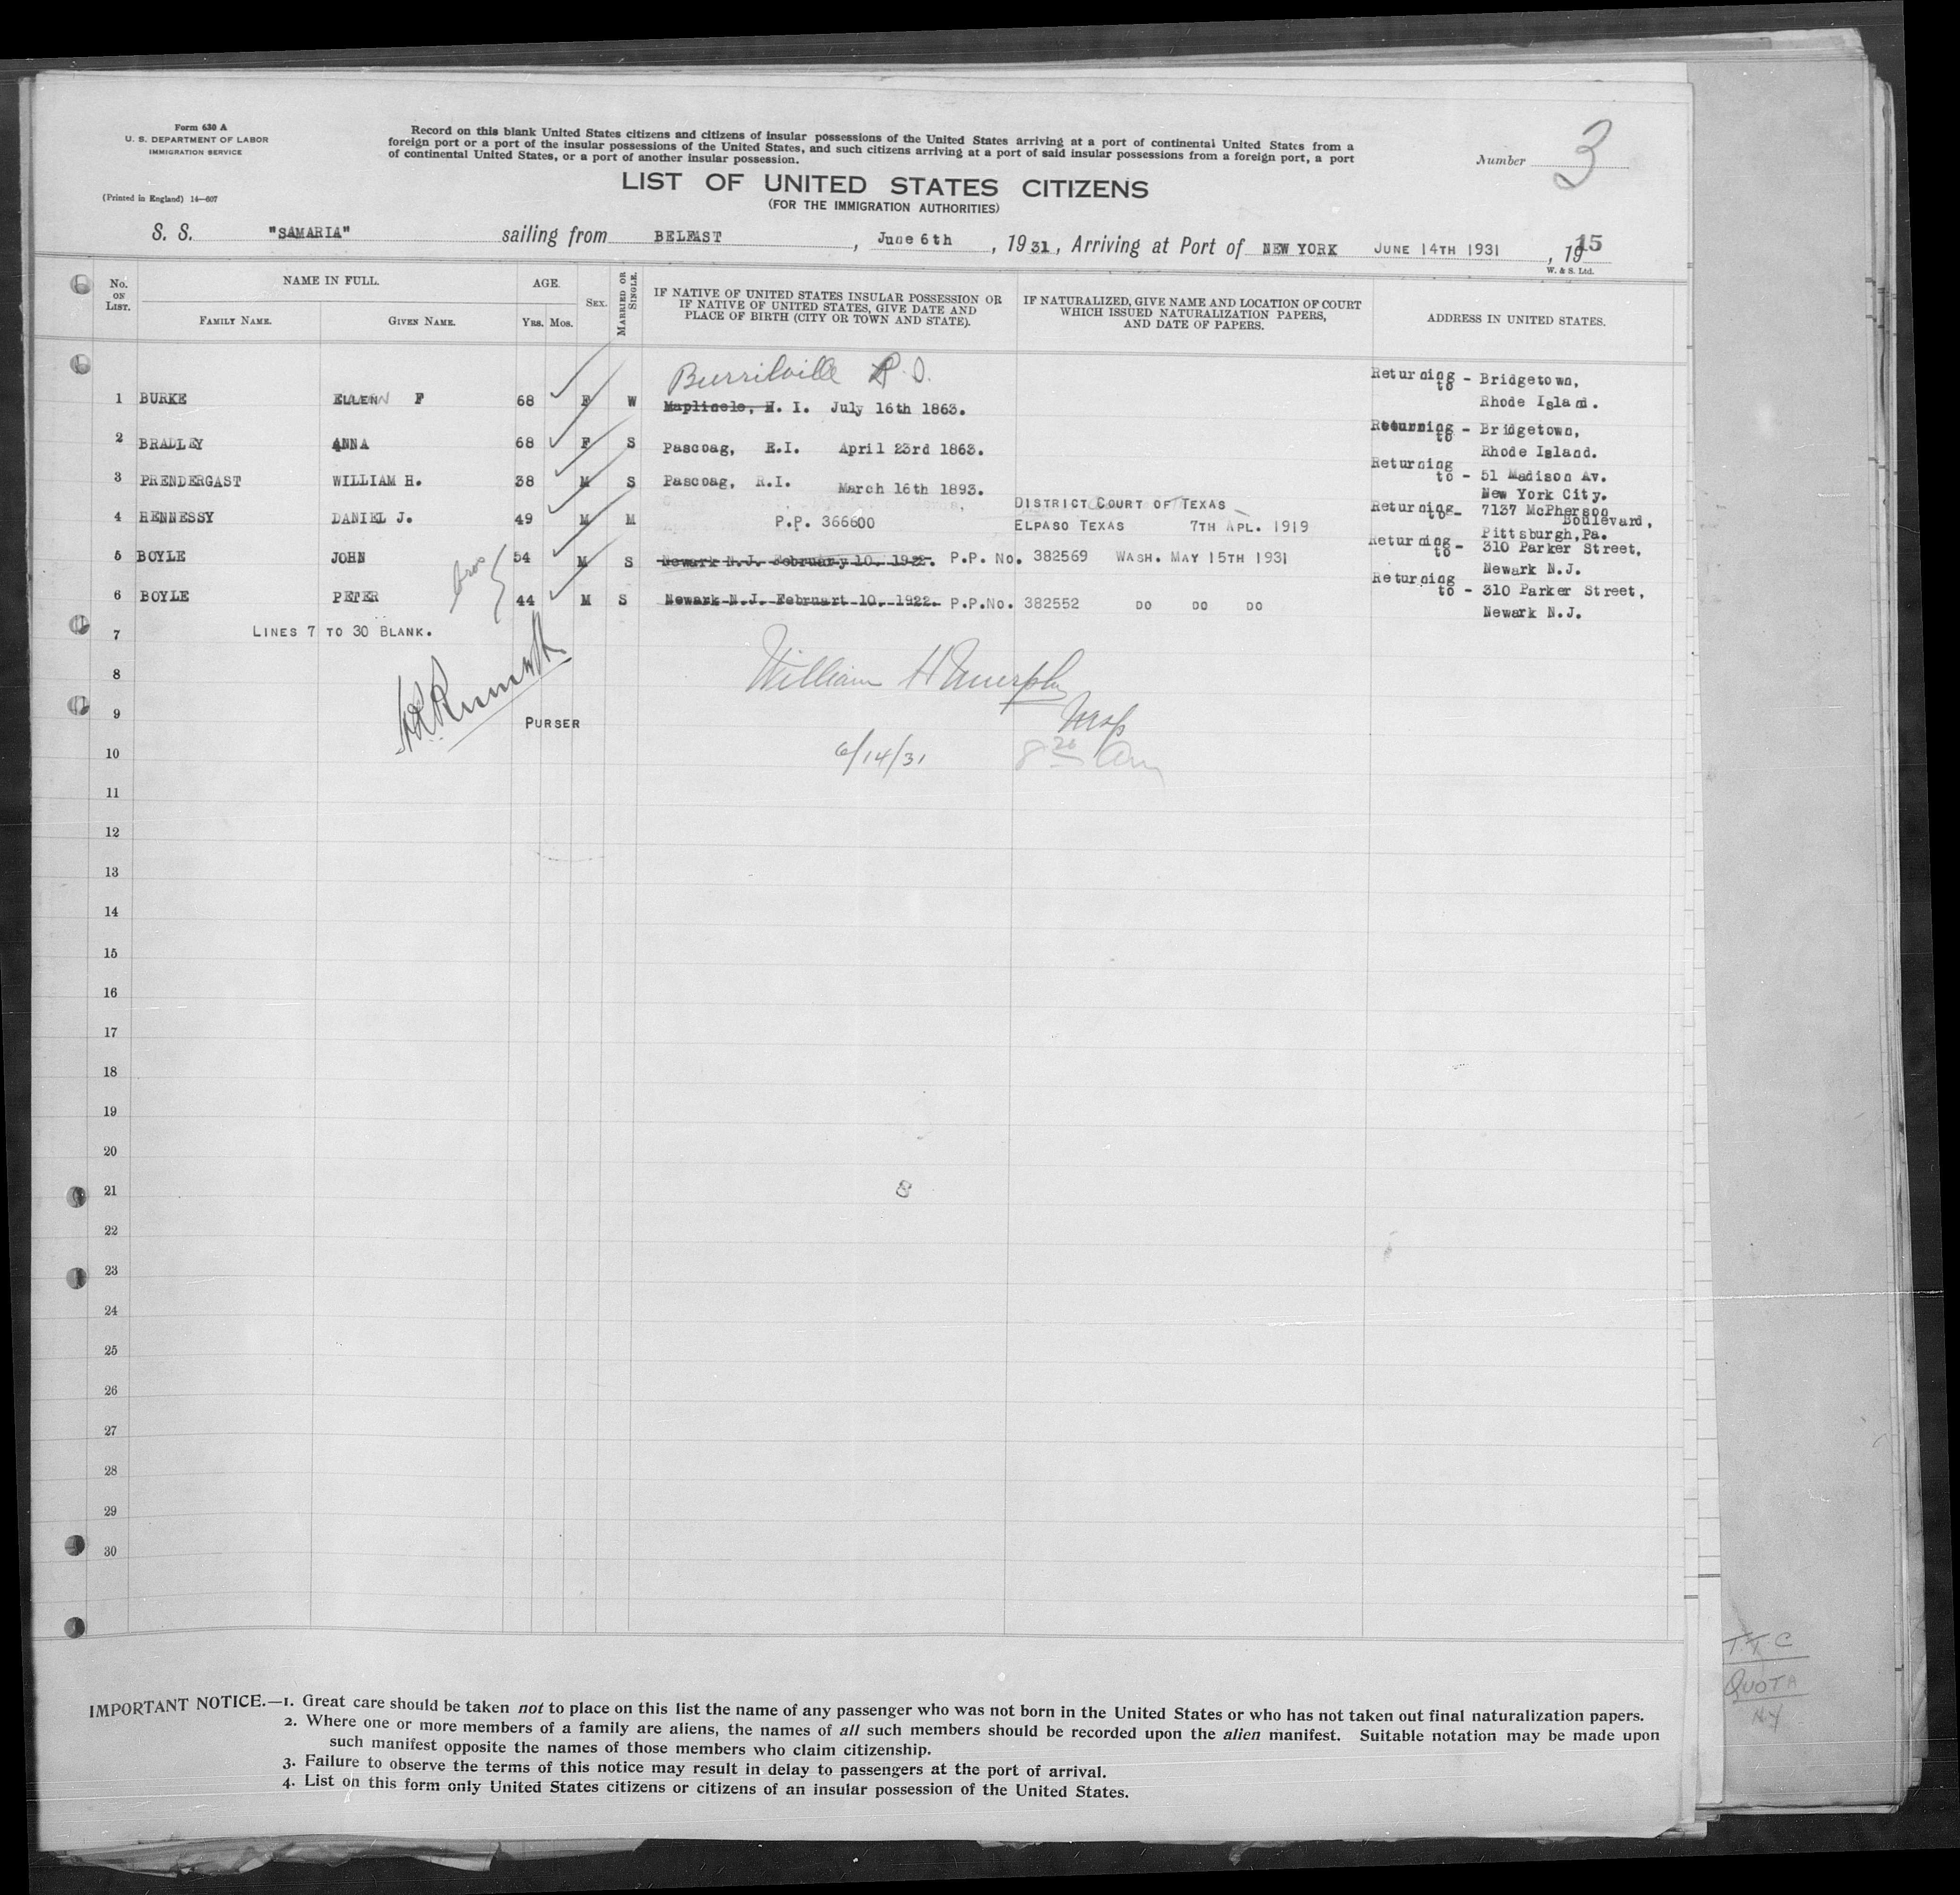 Form 630 A
U. S. DEPARTMENT OF LABOR
IMMIGRATION SERVICE
(Printed in England) 14—607
Record on this blank United States citizens and citizens of insular possessions of the United States arriving at a port of continental United States from a
foreign port or a port of the insular possessions of the United States, and such citizens arriving at a port of said insular possessions from a foreign port, a port
of continental United States, or a port of another insular possession.
Number 3
LIST OF UNITED STATES CITIZENS
(FOR THE IMMIGRATION AUTHORITIES)
S. S. "SAMARIA" sailing from BELFAST, June 6th, 1931, Arriving at Port of NEW YORK JUNE 14TH 1931, 19
15
W. & S. Ltd.
No. ON LIST.
NAME IN FULL.
FAMILY NAME. GIVEN NAME.
AGE.
YRS. MOS.
SEX.
MARRIED OR SINGLE.
IF NATIVE OF UNITED STATES INSULAR POSSESSION OR
IF NATIVE OF UNITED STATES, GIVE DATE AND
PLACE OF BIRTH (CITY OR TOWN AND STATE).
IF NATURALIZED, GIVE NAME AND LOCATION OF COURT
WHICH ISSUED NATURALIZATION PAPERS,
AND DATE OF PAPERS.
ADDRESS IN UNITED STATES.
Burrilville R.I.
1 BURKE ELLEN F 68 F W I. July 16th 1863. Returning to - Bridgetown,
Rhode Island.
2 BRADLEY ANNA 68 F S Pascoag, R.I. April 23rd 1863. Returning to - Bridgetown,
Rhode Island.
3 PRENDERGAST WILLIAM H. 38 M S Pascoag, R.I. March 16th 1893. Returning to - 51 Madison Av.
New York City.
4 HENNESSY DANIEL J. 49 M M P.P. 366600 DISTRICT COURT OF TEXAS
ELPASO TEXAS 7TH APL. 1919 Returning to- 7137 McPherson
Boulevard,
Pittsburgh, Pa.
5 BOYLE JOHN 54 M S Newark N.J. February 10. 1922. P.P. No. 382569 WASH. MAY 15TH 1931 Returning to - 310 Parker Street,
Newark N.J.
bros
6 BOYLE PETER 44 M S Newark N.J. Februart 10. 1922. P.P.No. 382552 DO DO DO Returning to - 310 Parker Street,
Newark N.J.
7 LINES 7 TO 30 BLANK.
8 William H Murphy
9 PURSER
10 6/14/31 8 20 am
11
12
13
14
15
16
17
18
19
20
21 8
22
23
24
25
26
27
28
29
30
IMPORTANT NOTICE.—1. Great care should be taken not to place on this list the name of any passenger who was not born in the United States or who has not taken out final naturalization papers.
2. Where one or more members of a family are aliens, the names of all such members should be recorded upon the alien manifest. Suitable notation may be made upon
such manifest opposite the names of those members who claim citizenship.
3. Failure to observe the terms of this notice may result in delay to passengers at the port of arrival.
4. List on this form only United States citizens or citizens of an insular possession of the United States.
TTC
QUOTA
NY